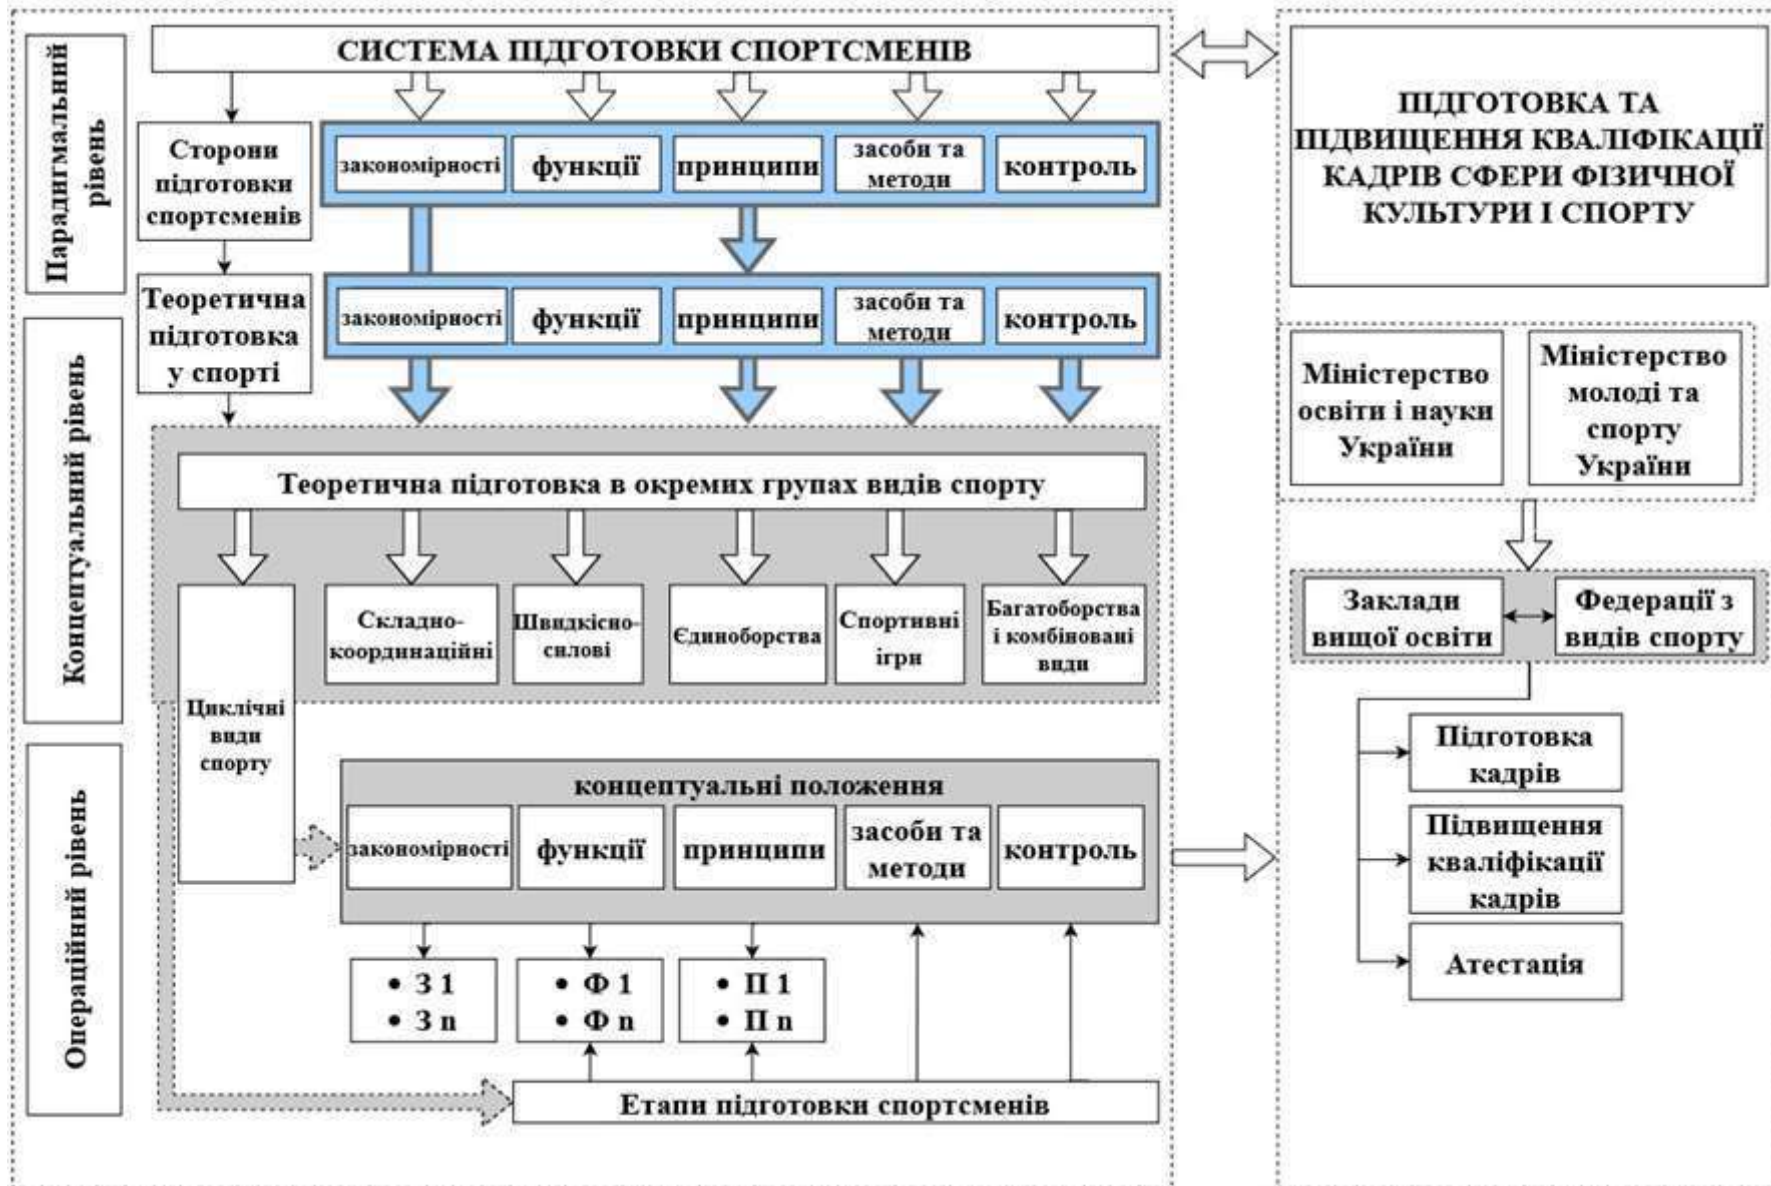 СИСТЕМА ПІДГОТОВКИ СПОРТСМЕНІВ
Парадигмальний
рівень
Сторони
підготовки
спортсменів
закономірності
функції
принципи
засоби та
методи
контроль
Теоретична
підготовка
у спорті
закономірності
функції
принципи
засоби та
методи
контроль
Концептуальний рівень
Теоретична підготовка в окремих групах видів спорту
Циклічні
види
спорту
Складно-
координаційні
Швидкісно-
силові
Єдиноборства
Спортивні
ігри
Багатоборства
і комбіновані
види
Операційний рівень
концептуальні положення
закономірності
функції
принципи
засоби та
методи
контроль
• З 1
• З n
• Ф 1
• Ф n
• П 1
• П n
Етапи підготовки спортсменів
ПІДГОТОВКА ТА
ПІДВИЩЕННЯ КВАЛІФІКАЦІЇ
КАДРІВ СФЕРИ ФІЗИЧНОЇ
КУЛЬТУРИ І СПОРТУ
Міністерство
освіти і науки
України
Міністерство
молоді та
спорту
України
Заклади
вищої освіти
Федерації з
видів спорту
Підготовка
кадрів
Підвищення
кваліфікації
кадрів
Атестація